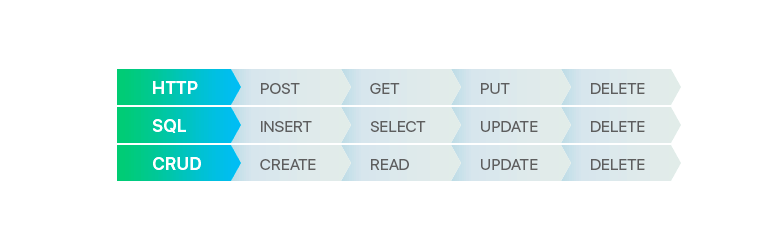 HTTP POST GET PUT DELETE
SQL INSERT SELECT UPDATE DELETE
CRUD CREATE READ UPDATE DELETE